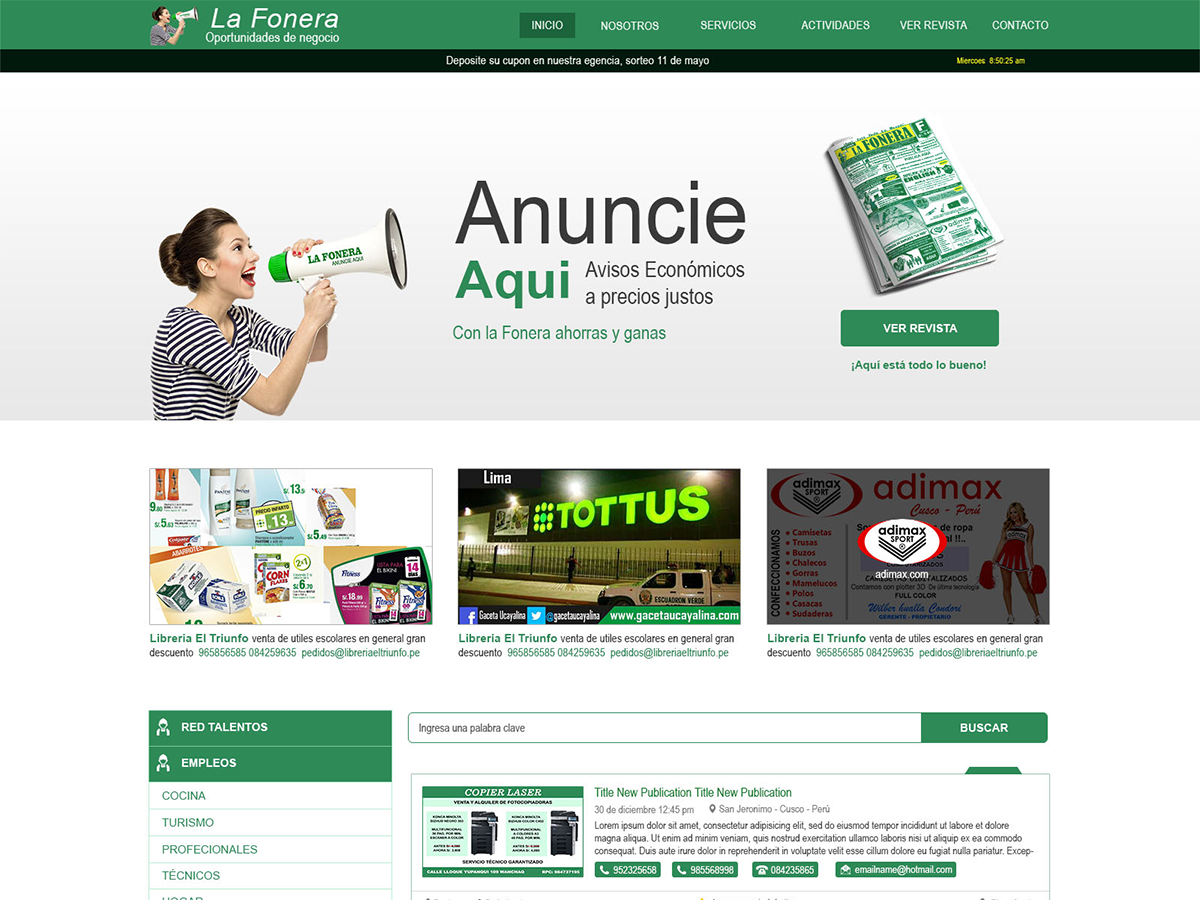 La Fonera
Oportunidades de negocio
INICIO
NOSOTROS
SERVICIOS
ACTIVIDADES
VER REVISTA
CONTACTO
Deposite su cupon en nuestra egencia, sorteo 11 de mayo
Miercoes 8:50:25 am
LA FONERA
ANUNCIE AQUI
Anuncie
Aqui
Avisos Económicos
a precios justos
Con la Fonera ahorras y ganas
LA FONERA
VER REVISTA
¡Aquí está todo lo bueno!
PRECIO INFARTO
ABARROTES
CORN FLAKES
Fitness
Lima
TOTTUS
ESCUADRON VERDE
Gaceta Ucayalina
@gacetaucayalina
www.gacetaucayalina.com
adimax SPORT
adimax
Cusco - Perú
CONFECCIONAMOS
Camisetas
Trusas
Buzos
Chalecos
Gorras
Mamelucos
Polos
Casacas
Sudaderas
adimax
SPORT
adimax.com
FULL COLOR
Wilber hualla Condori
GERENTE - PROPIETARIO
Libreria El Triunfo venta de utiles escolares en general gran
descuento 965856585 084259635 pedidos@libreriaeltriunfo.pe
Libreria El Triunfo venta de utiles escolares en general gran
descuento 965856585 084259635 pedidos@libreriaeltriunfo.pe
Libreria El Triunfo venta de utiles escolares en general gran
descuento 965856585 084259635 pedidos@libreriaeltriunfo.pe
RED TALENTOS
EMPLEOS
COCINA
TURISMO
PROFECIONALES
TÉCNICOS
Ingresa una palabra clave
BUSCAR
COPIER LASER
VENTA Y ALQUILER DE FOTOCOPIADORAS
SERVICIO TÉCNICO GARANTIZADO
Title New Publication Title New Publication
30 de diciembre 12:45 pm
San Jeronimo - Cusco - Perú
Lorem ipsum dolor sit amet, consectetur adipisicing elit, sed do eiusmod tempor incididunt ut labore et dolore
magna aliqua. Ut enim ad minim veniam, quis nostrud exercitation ullamco laboris nisi ut aliquip ex ea commodo
consequat. Duis aute irure dolor in reprehenderit in voluptate velit esse cillum dolore eu fugiat nulla pariatur. Excep-
952325658
985568998
084235865
emailname@hotmail.com